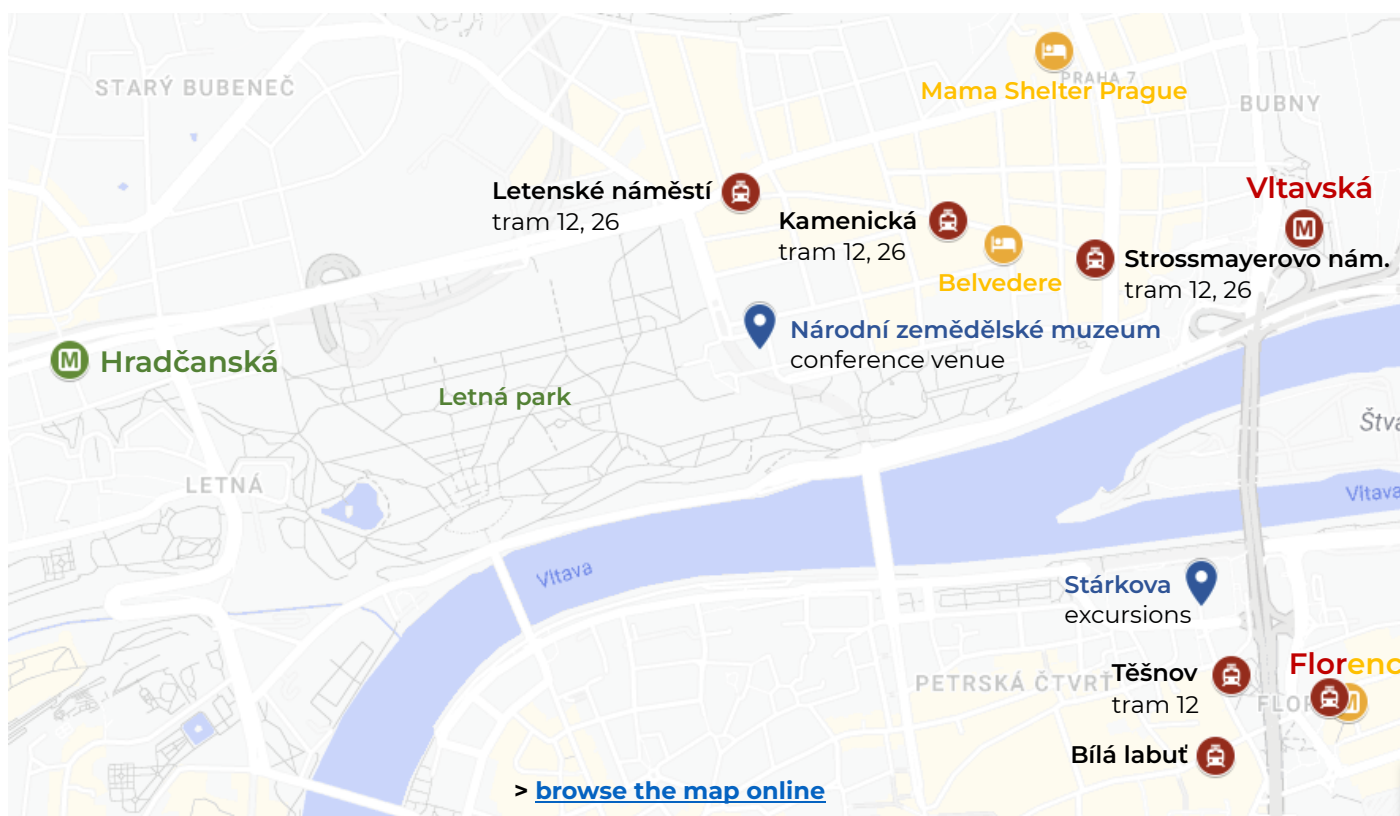 STARÝ BUBENEČ
PRAHA 7
Mama Shelter Prague
BUBNY
Letenské náměstí
tram 12, 26
Kamenická
tram 12, 26
Belvedere
Vltavská
M
Strossmayerovo nám.
tram 12, 26
M Hradčanská
Národní zemědělské muzeum
conference venue
Letná park
LETNÁ
Štva
Vltava
Vltava
Stárkova
excursions
PETRSKÁ ČTVRŤ
Těšnov
tram 12
Florenc
FLO
Bílá labuť
> browse the map online